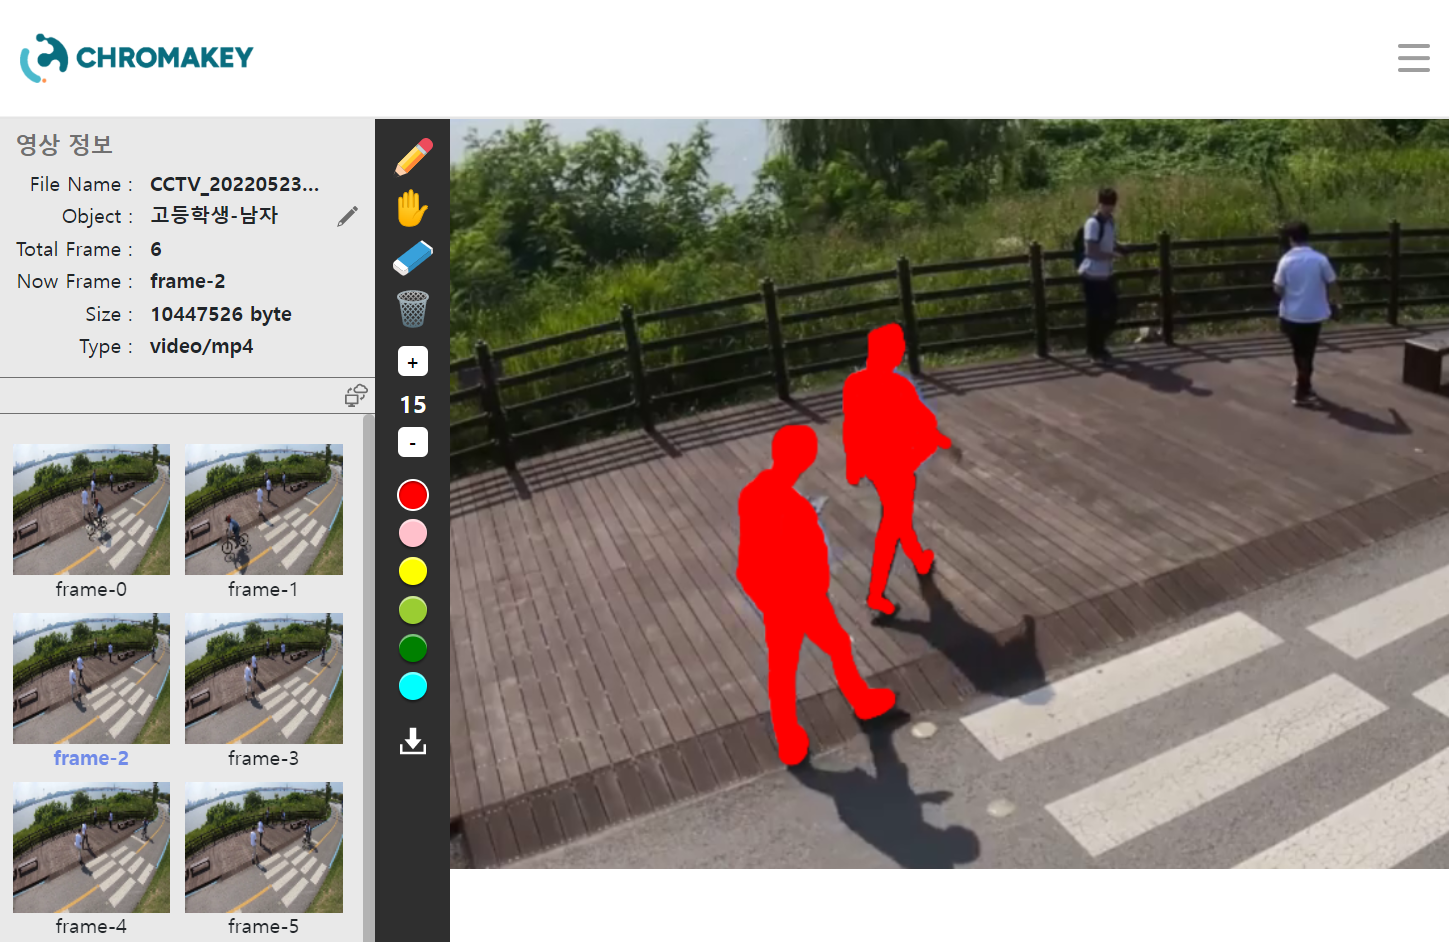 CHROMAKEY
영상 정보
File Name : CCTV_20220523...
Object : 고등학생-남자
Total Frame : 6
Now Frame : frame-2
Size : 10447526 byte
Type : video/mp4
+
15
-
frame-0 frame-1
frame-2 frame-3
frame-4 frame-5